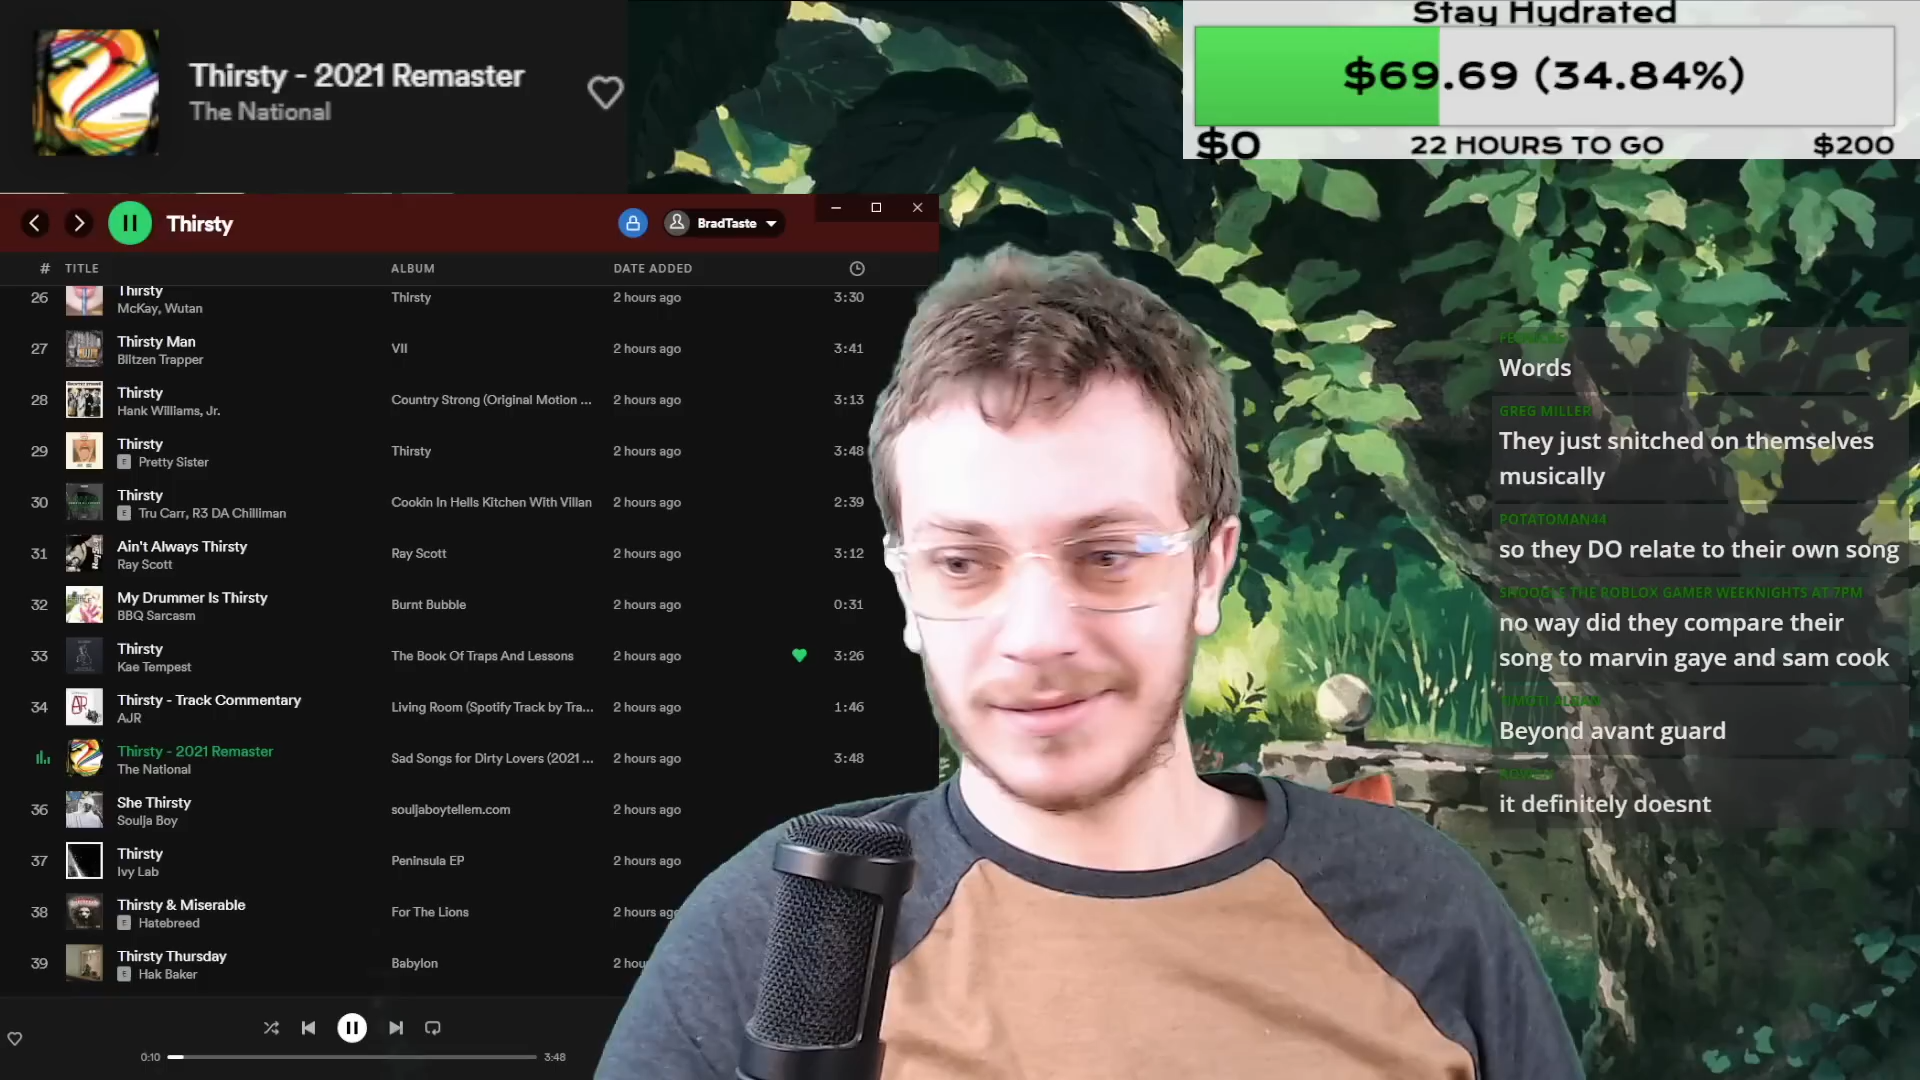 Thirsty - 2021 Remaster
The National
Stay Hydrated
$69.69 (34.84%)
$0
22 HOURS TO GO
$200
Thirsty
BradTaste
# TITLE ALBUM DATE ADDED
26 Thirsty Thirsty 2 hours ago 3:30
McKay, Wutan
27 Thirsty Man VII 2 hours ago 3:41
Blitzen Trapper
28 Thirsty Country Strong (Original Motion ... 2 hours ago 3:13
Hank Williams, Jr.
29 Thirsty Thirsty 2 hours ago 3:48
E Pretty Sister
30 Thirsty Cookin In Hells Kitchen With Villan 2 hours ago 2:39
E Tru Carr, R3 DA Chilliman
31 Ain't Always Thirsty Ray Scott 2 hours ago 3:12
Ray Scott
32 My Drummer Is Thirsty Burnt Bubble 2 hours ago 0:31
BBQ Sarcasm
33 Thirsty The Book Of Traps And Lessons 2 hours ago 3:26
Kae Tempest
34 Thirsty - Track Commentary Living Room (Spotify Track by Tra... 2 hours ago 1:46
AJR
Thirsty - 2021 Remaster Sad Songs for Dirty Lovers (2021 ... 2 hours ago 3:48
The National
36 She Thirsty souljaboytellem.com 2 hours ago
Soulja Boy
37 Thirsty Peninsula EP 2 hours ago
Ivy Lab
38 Thirsty & Miserable For The Lions 2 hours ago
E Hatebreed
39 Thirsty Thursday Babylon 2 hou
E Hak Baker
0:10 3:48
Words
GREG MILLER
They just snitched on themselves
musically
POTATOMAN44
so they DO relate to their own song
THE ROBLOX GAMER WEEKNIGHTS AT 7PM
no way did they compare their
song to marvin gaye and sam cook
Beyond avant guard
it definitely doesnt